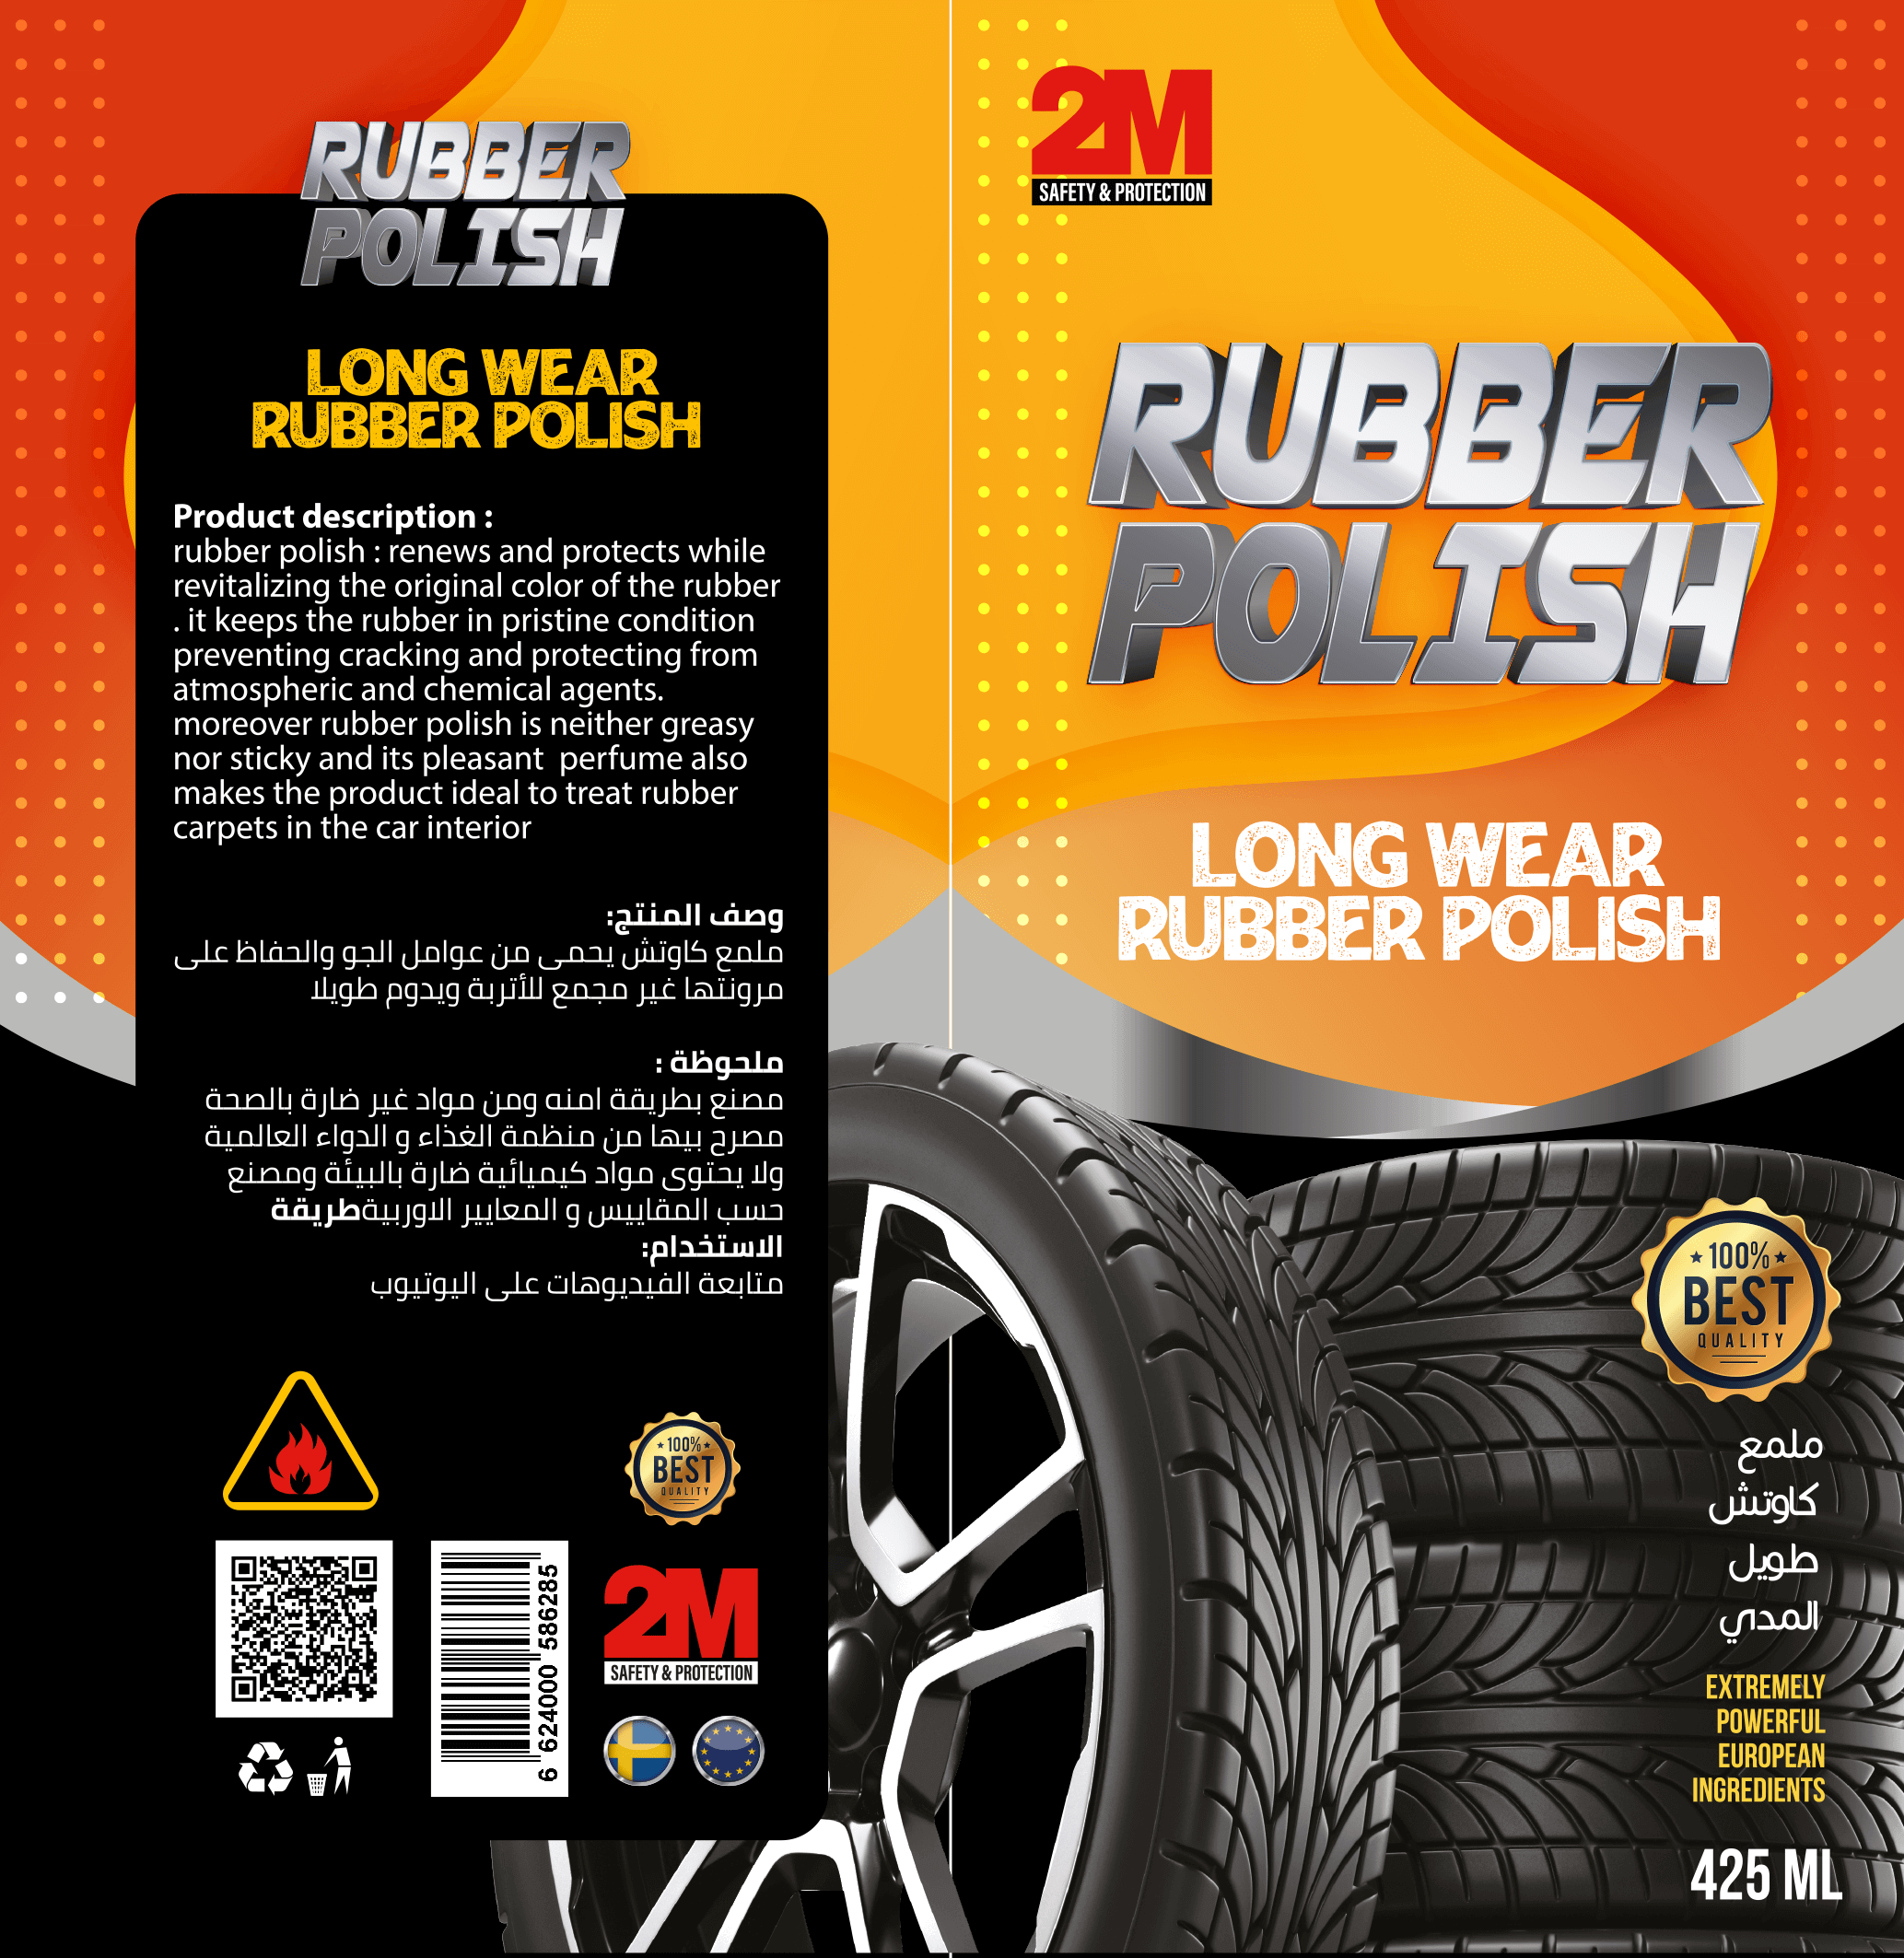 RUBBER
POLISH
LONG WEAR
RUBBER POLISH
Product description :
rubber polish : renews and protects while
revitalizing the original color of the rubber
. it keeps the rubber in pristine condition
preventing cracking and protecting from
atmospheric and chemical agents.
moreover rubber polish is neither greasy
nor sticky and its pleasant  perfume also
makes the product ideal to treat rubber
carpets in the car interior
وصف المنتج:
ملمع كاوتش يحمى من عوامل الجو والحفاظ على
مرونتها غير مجمع للأتربة ويدوم طويلا
ملحوظة :
مصنع بطريقة امنه ومن مواد غير ضارة بالصحة
مصرح بيها من منظمة الغذاء و الدواء العالمية
ولا يحتوى مواد كيميائية ضارة بالبيئة ومصنع
حسب المقاييس و المعايير الاوربيةطريقة
الاستخدام:
متابعة الفيديوهات على اليوتيوب
100%
BEST
QUALITY
6 624000 586285
2M
SAFETY & PROTECTION
2M
SAFETY & PROTECTION
RUBBER
POLISH
LONG WEAR
RUBBER POLISH
100%
BEST
QUALITY
ملمع
كاوتش
طويل
المدي
EXTREMELY
POWERFUL
EUROPEAN
INGREDIENTS
425 ML